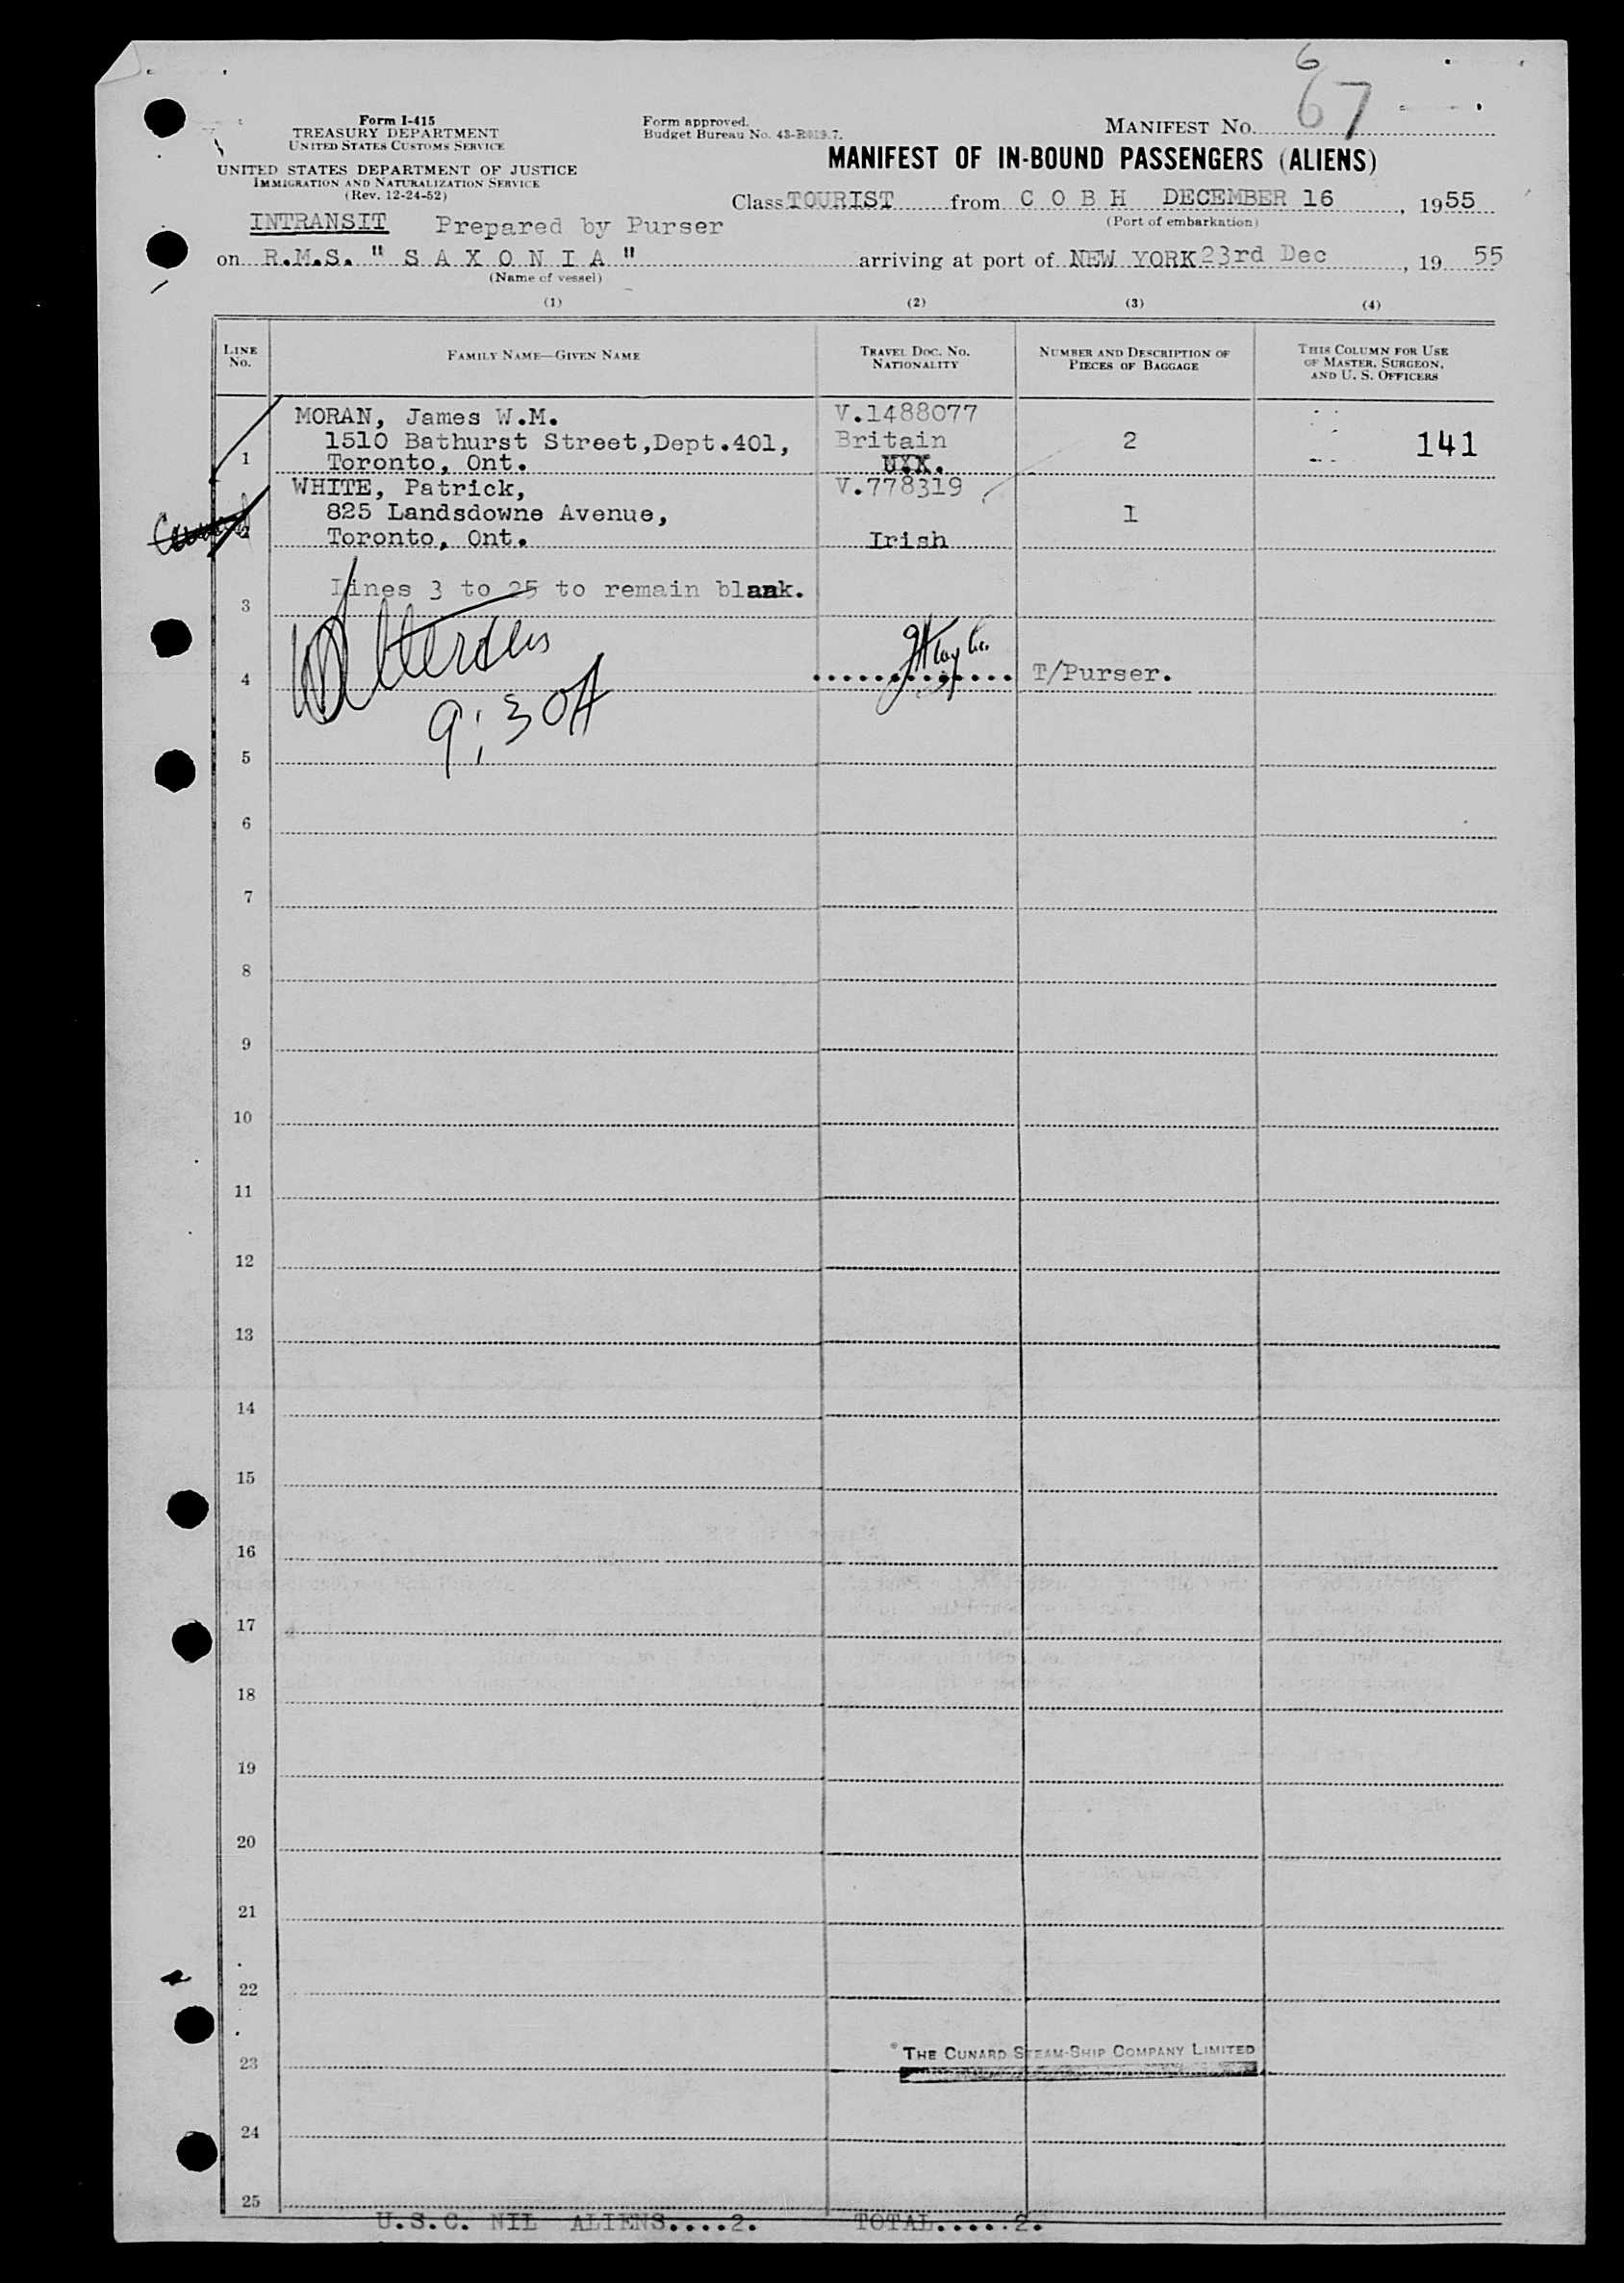 6
67
Form I-415
TREASURY DEPARTMENT
UNITED STATES CUSTOMS SERVICE
UNITED STATES DEPARTMENT OF JUSTICE
IMMIGRATION AND NATURALIZATION SERVICE
(Rev. 12-24-52)
Form approved.
Budget Bureau No. 43-R019.7.
MANIFEST NO.
MANIFEST OF IN-BOUND PASSENGERS (ALIENS)
Class TOURIST from C O B H DECEMBER 16, 1955
(Port of embarkation)
INTRANSIT Prepared by Purser
on R.M.S. "S A X O N I A" arriving at port of NEW YORK 23rd Dec, 19 55
(Name of vessel)
(1) (2) (3) (4)
LINE NO.
FAMILY NAME—GIVEN NAME
TRAVEL DOC. NO.
NATIONALITY
NUMBER AND DESCRIPTION OF
PIECES OF BAGGAGE
THIS COLUMN FOR USE
OF MASTER, SURGEON,
AND U. S. OFFICERS
MORAN, James W.M. V.1488077
1510 Bathurst Street,Dept.401, Britain 2 141
1 Toronto, Ont.
WHITE, Patrick, V.778319
825 Landsdowne Avenue, 1
2 Toronto, Ont. Irish
Lines 3 to 25 to remain blank.
3
4 T/Purser.
9:30A
5
6
7
8
9
10
11
12
13
14
15
16
17
18
19
20
21
22
THE CUNARD STEAM-SHIP COMPANY LIMITED
23
24
25
U.S.C. NIL ALIENS....2. TOTAL.....2.